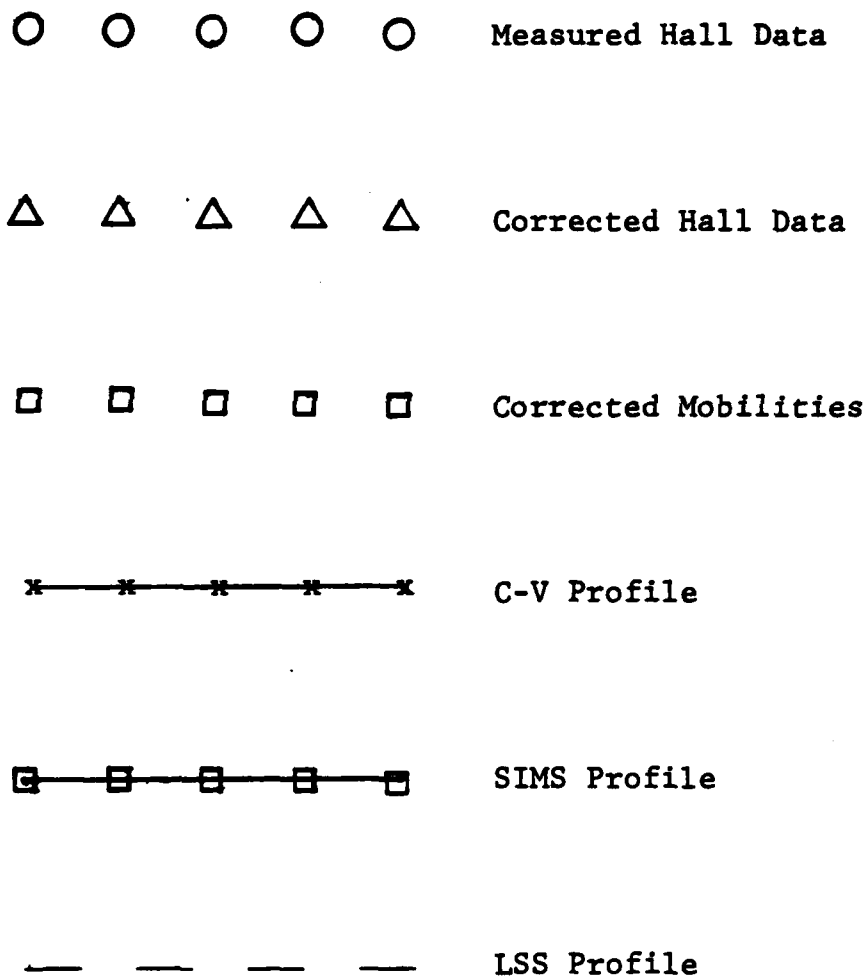 Measured Hall Data
Corrected Hall Data
Corrected Mobilities
C-V Profile
SIMS Profile
LSS Profile